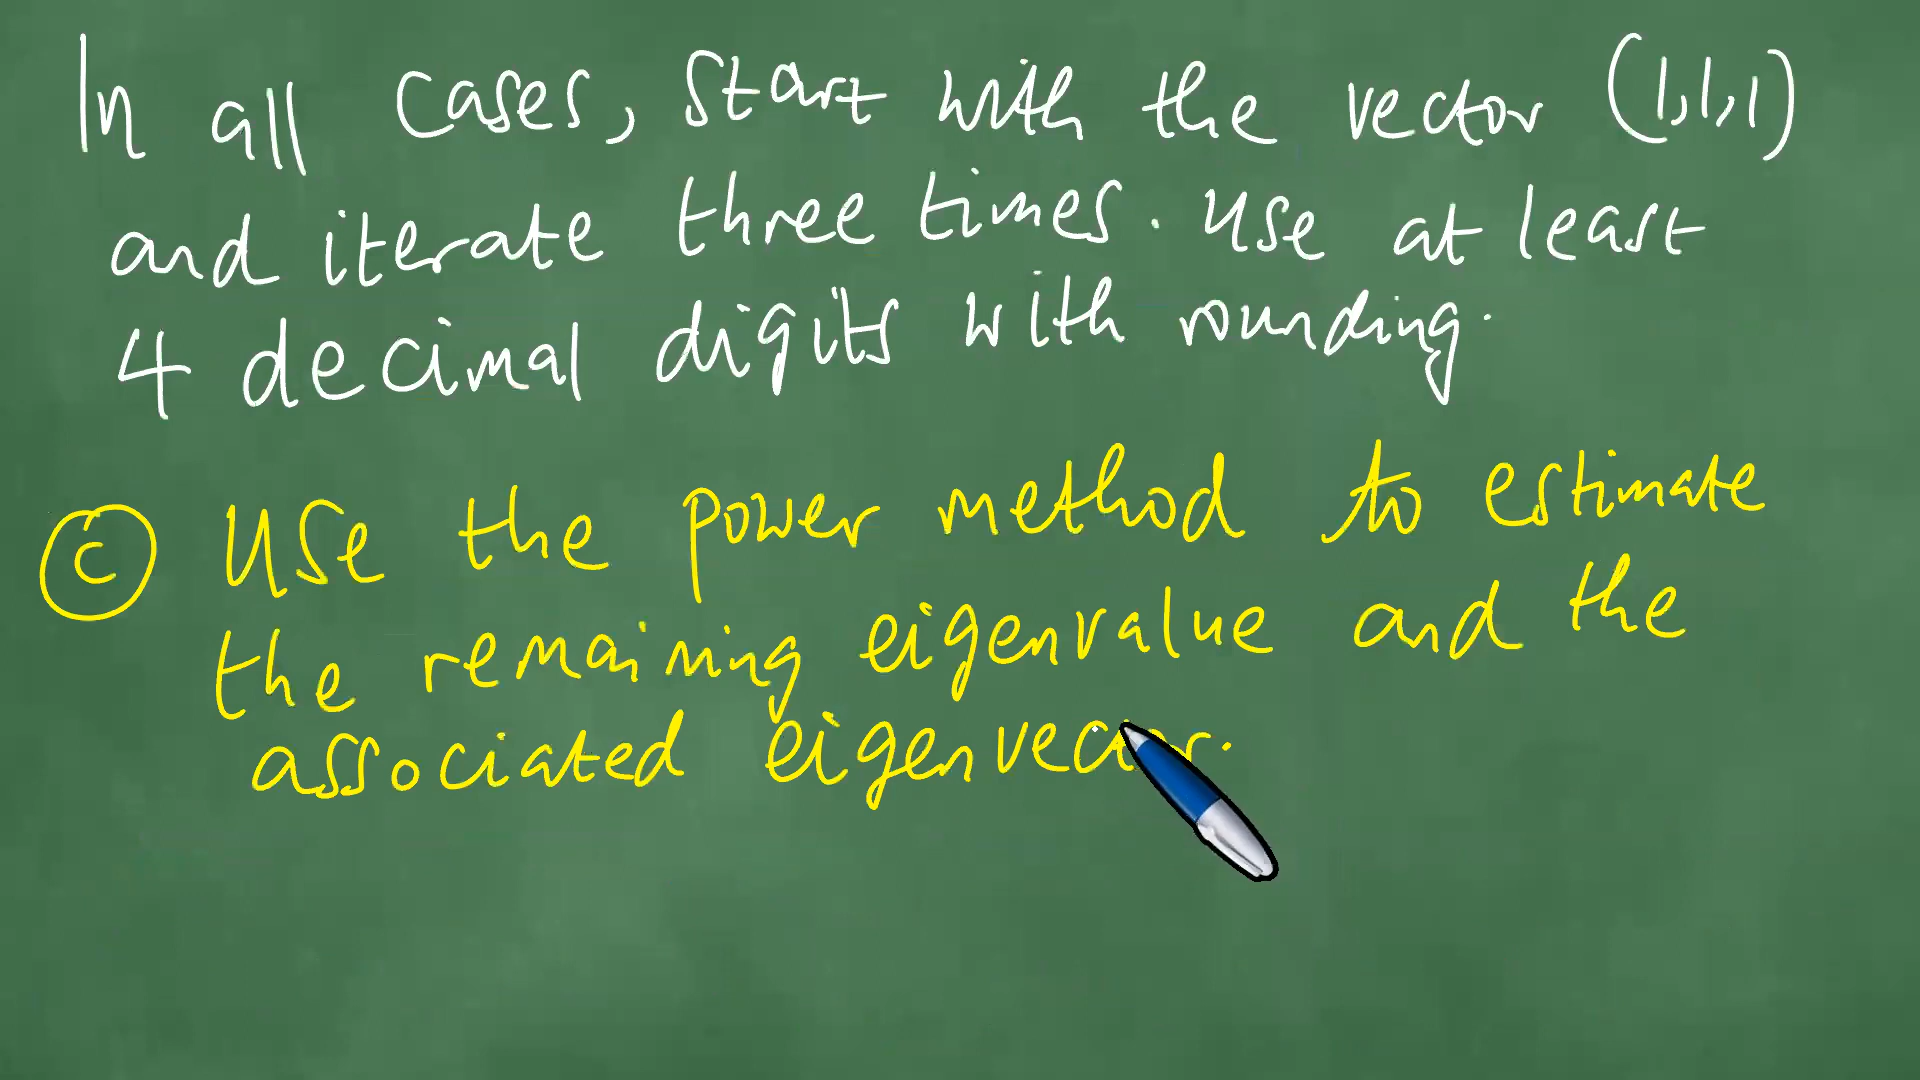 In all cases, start with the vector (1,1,1)
and iterate three times. Use at least
4 decimal digits with rounding.
(c) Use the power method to estimate
the remaining eigenvalue and the
associated eigenvector.